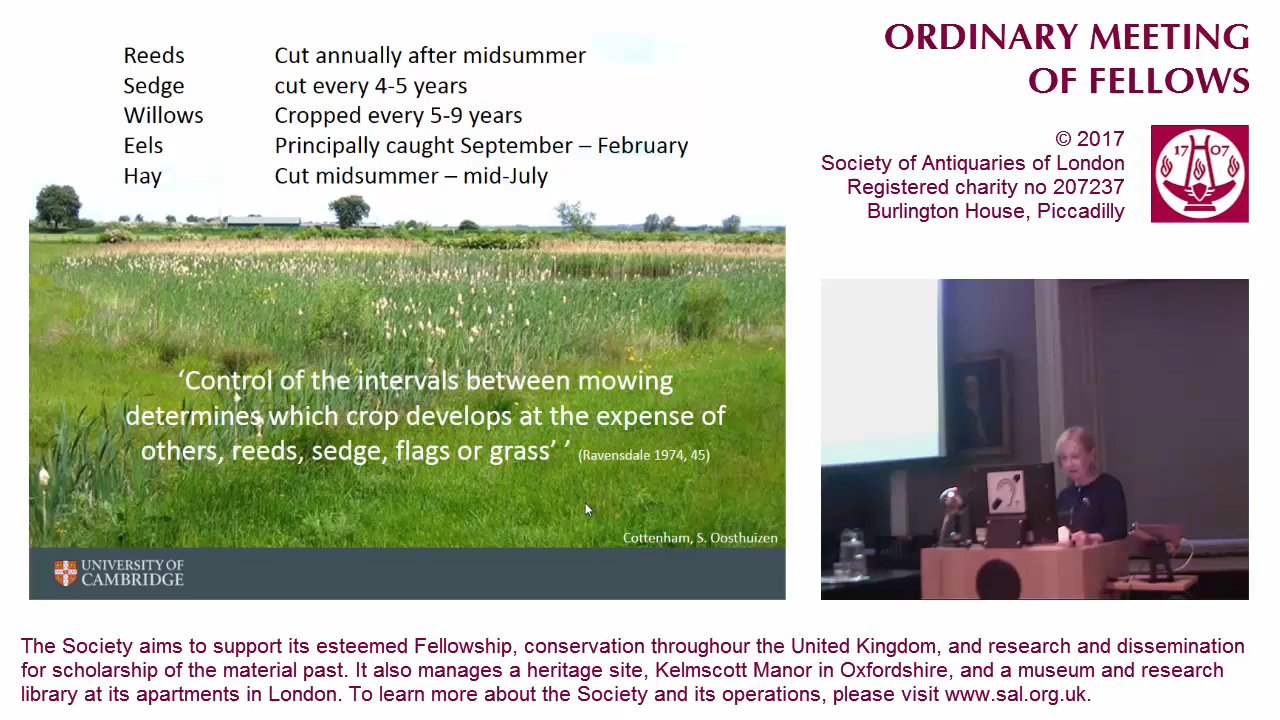 Reeds Cut annually after midsummer
Sedge cut every 4-5 years
Willows Cropped every 5-9 years
Eels Principally caught September – February
Hay Cut midsummer – mid-July
‘Control of the intervals between mowing
determines which crop develops at the expense of
others, reeds, sedge, flags or grass’ ’ (Ravensdale 1974, 45)
Cottenham, S. Oosthuizen
UNIVERSITY OF
CAMBRIDGE
ORDINARY MEETING
OF FELLOWS
© 2017
Society of Antiquaries of London
Registered charity no 207237
Burlington House, Piccadilly
17 07
The Society aims to support its esteemed Fellowship, conservation throughour the United Kingdom, and research and dissemination
for scholarship of the material past. It also manages a heritage site, Kelmscott Manor in Oxfordshire, and a museum and research
library at its apartments in London. To learn more about the Society and its operations, please visit www.sal.org.uk.